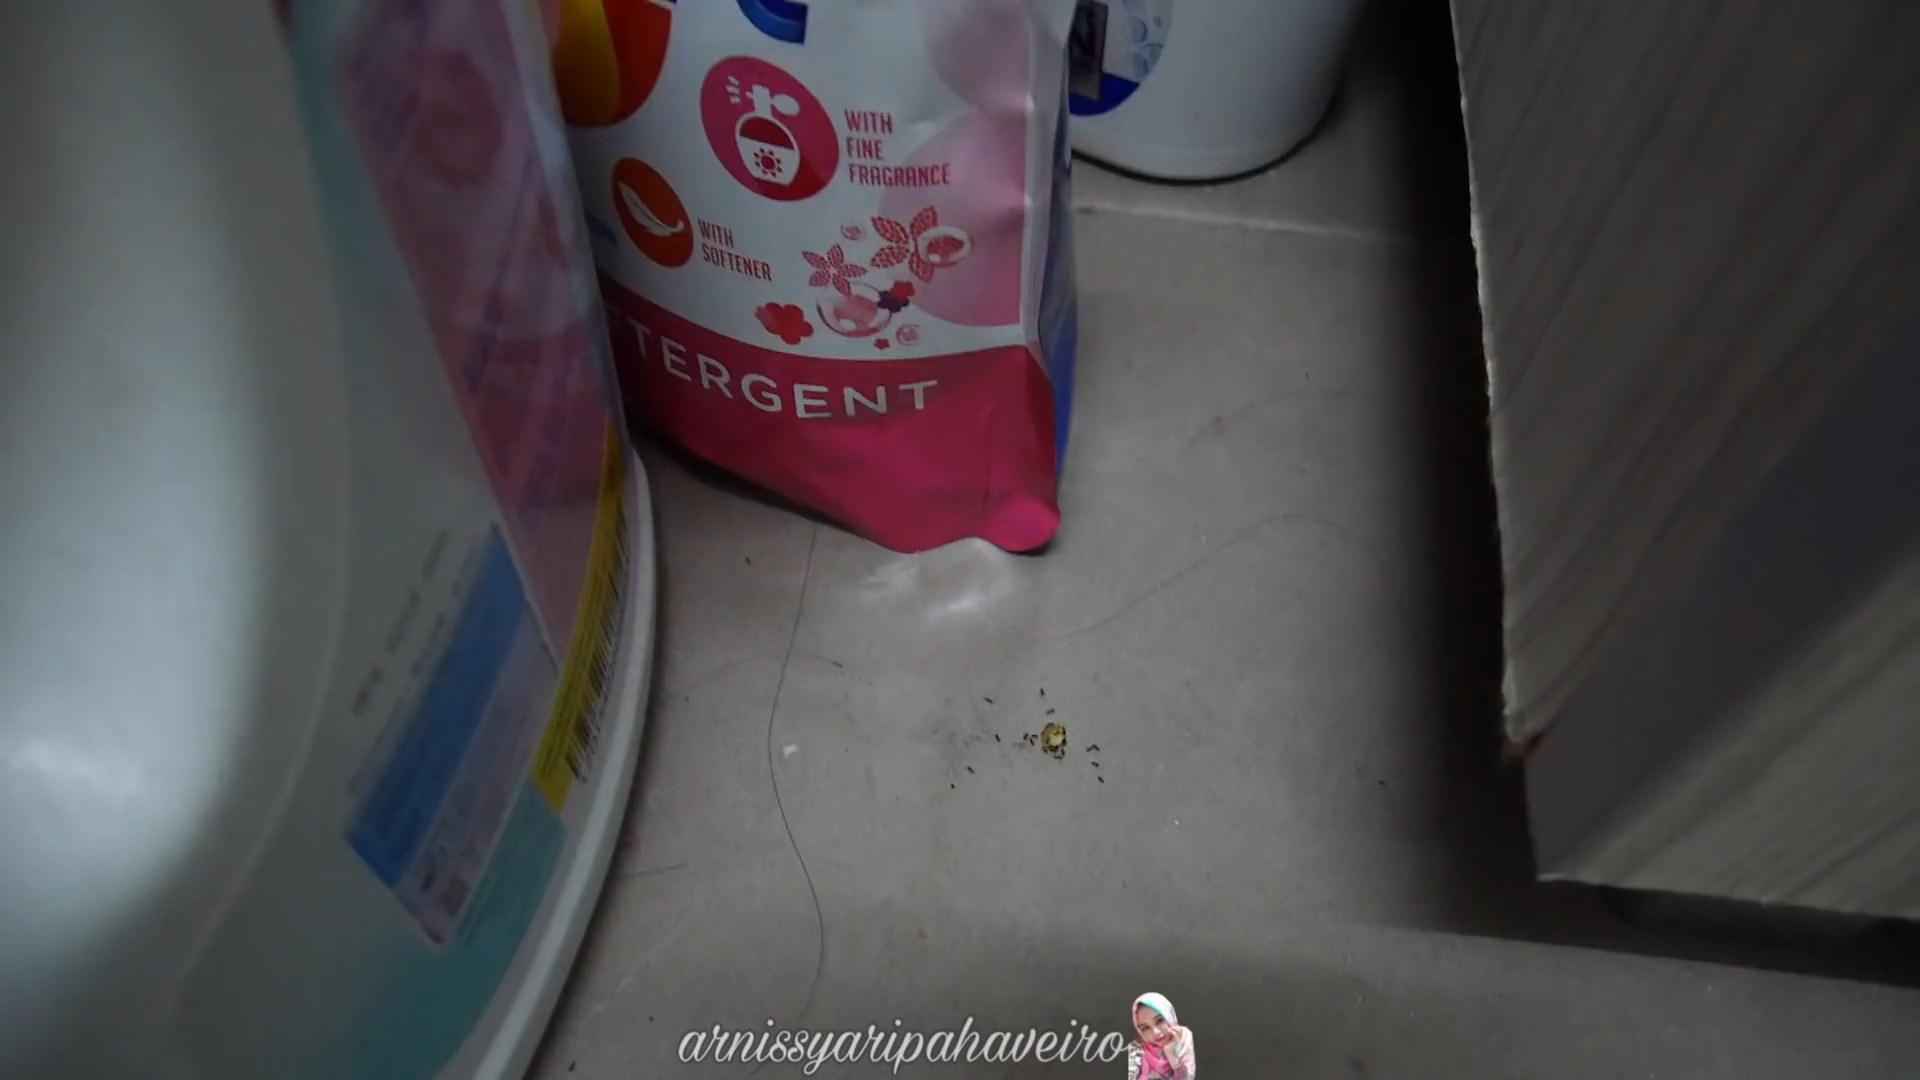 WITH
FINE
FRAGRANCE
WITH
SOFTENER
TERGENT
arnissyaripahaveiro